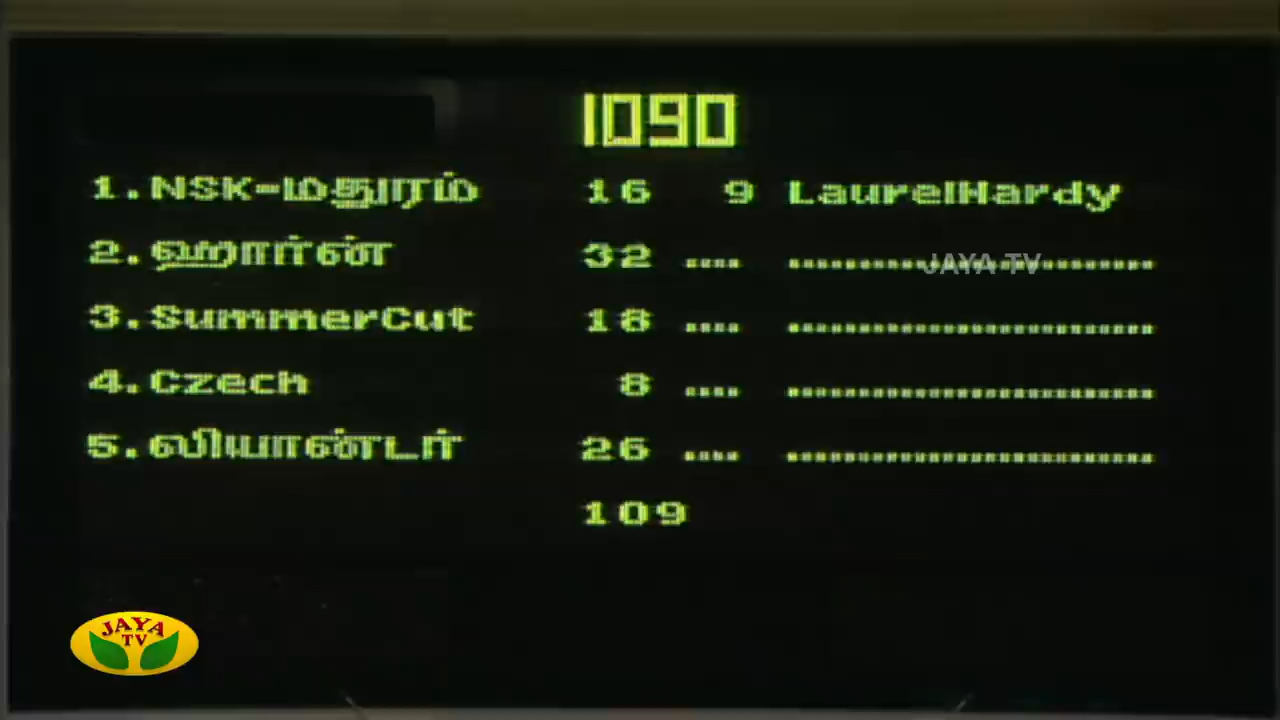 1090
1.NSK-மதுரம் 16 9 LaurelHardy
2.ஹார்ன் 32 .... ..........................
JAYA TV
3.SummerCut 18 .... ..........................
4.Czech 8 .... ..........................
5.லியாண்டர் 26 .... ..........................
109
JAYA
TV